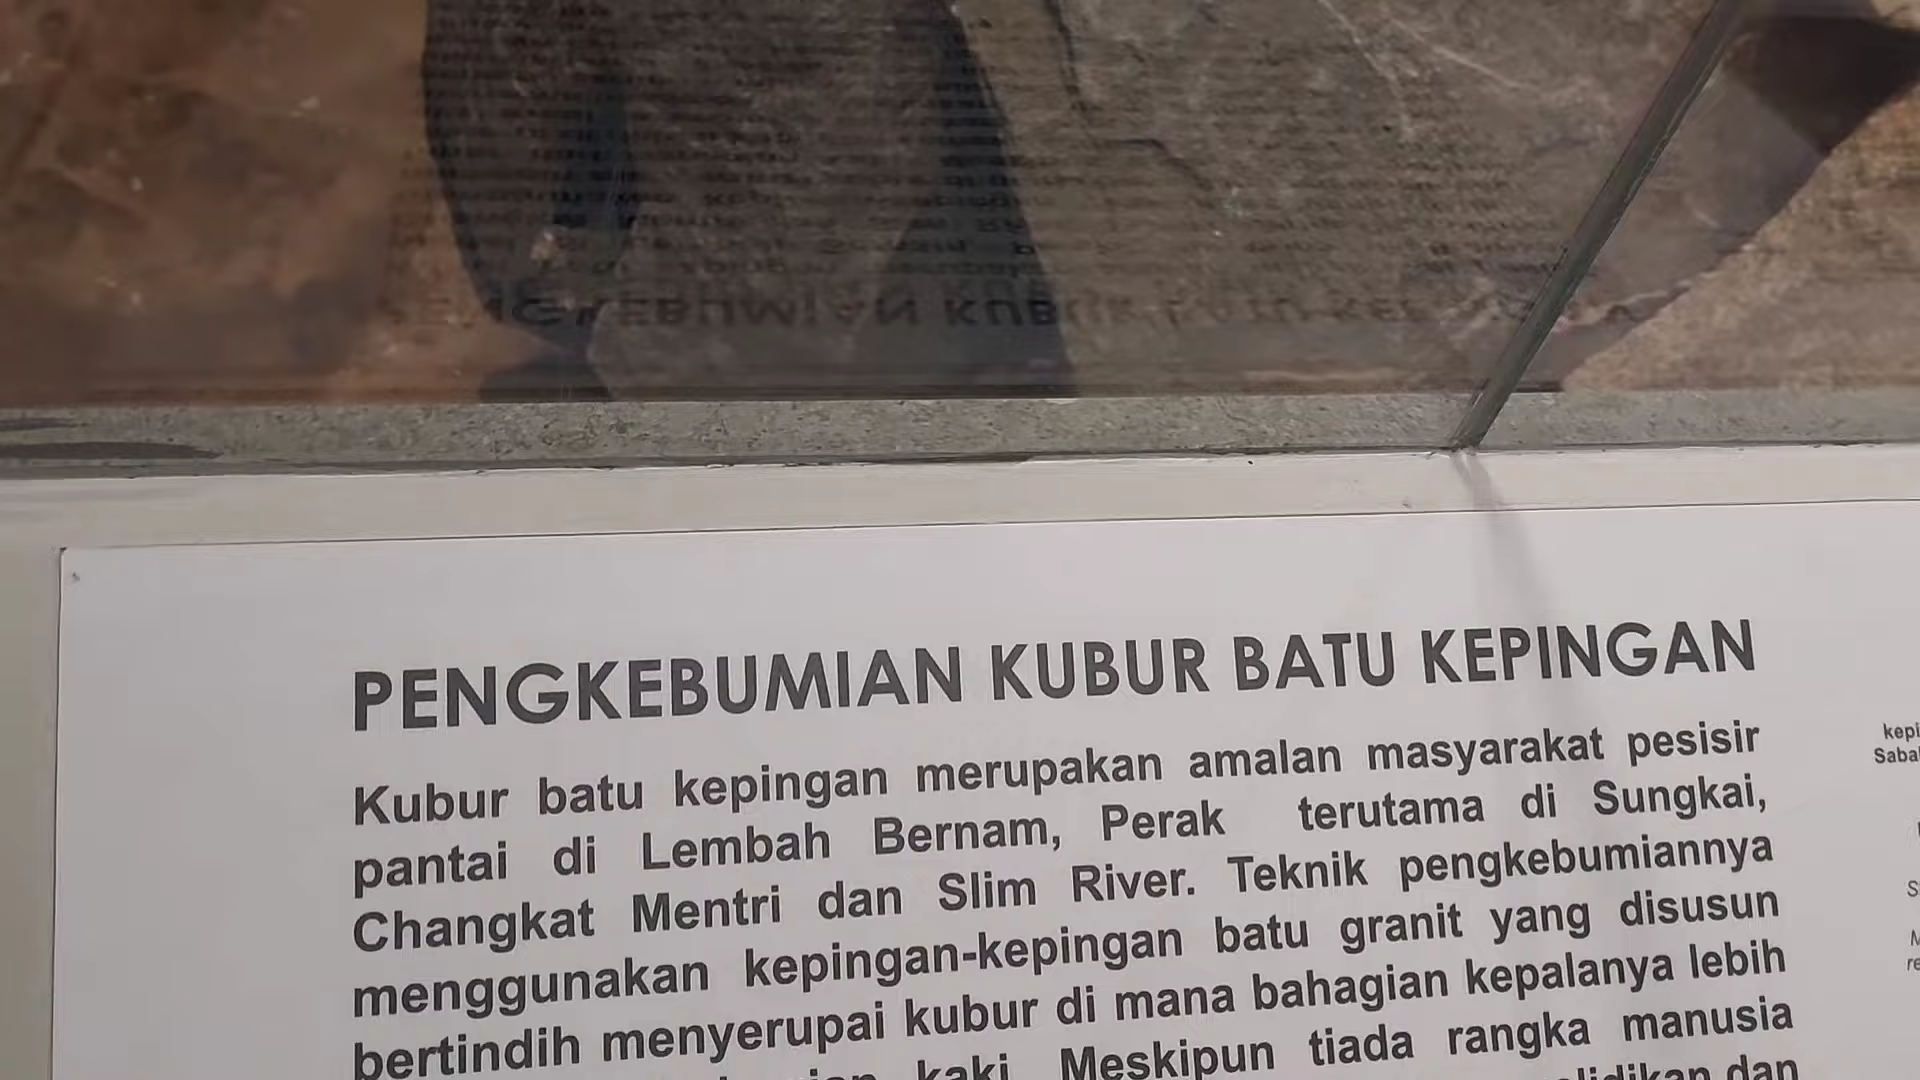 PENGKEBUMIAN KUBUR BATU KEPINGAN
Kubur batu kepingan merupakan amalan masyarakat pesisir
pantai di Lembah Bernam, Perak terutama di Sungkai,
Changkat Mentri dan Slim River. Teknik pengkebumiannya
menggunakan kepingan-kepingan batu granit yang disusun
bertindih menyerupai kubur di mana bahagian kepalanya lebih
kaki. Meskipun tiada rangka manusia
dan